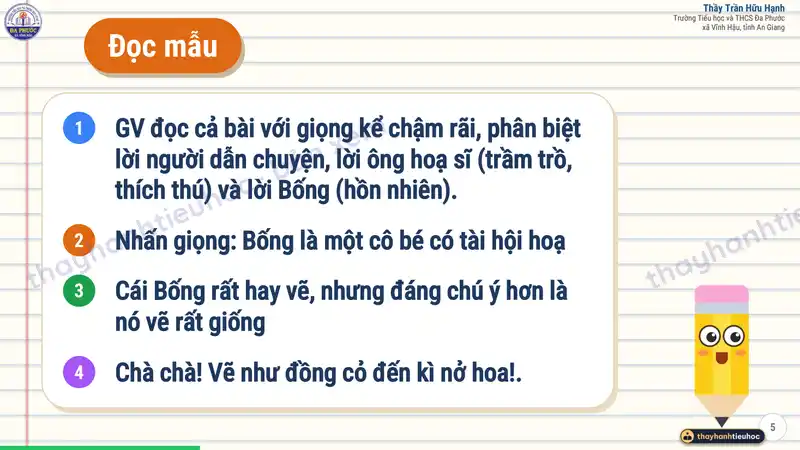 Thầy Trần Hữu Hạnh
Trường Tiểu học và THCS Đa Phước
xã Vĩnh Hậu, tỉnh An Giang
ĐA PHƯỚC
Đọc mẫu
1 GV đọc cả bài với giọng kể chậm rãi, phân biệt
lời người dẫn chuyện, lời ông hoạ sĩ (trầm trồ,
thích thú) và lời Bống (hồn nhiên).
2 Nhấn giọng: Bống là một cô bé có tài hội hoạ
3 Cái Bống rất hay vẽ, nhưng đáng chú ý hơn là
nó vẽ rất giống
4 Chà chà! Vẽ như đồng cỏ đến kì nở hoa!.
5
thayhanhtieuhoc